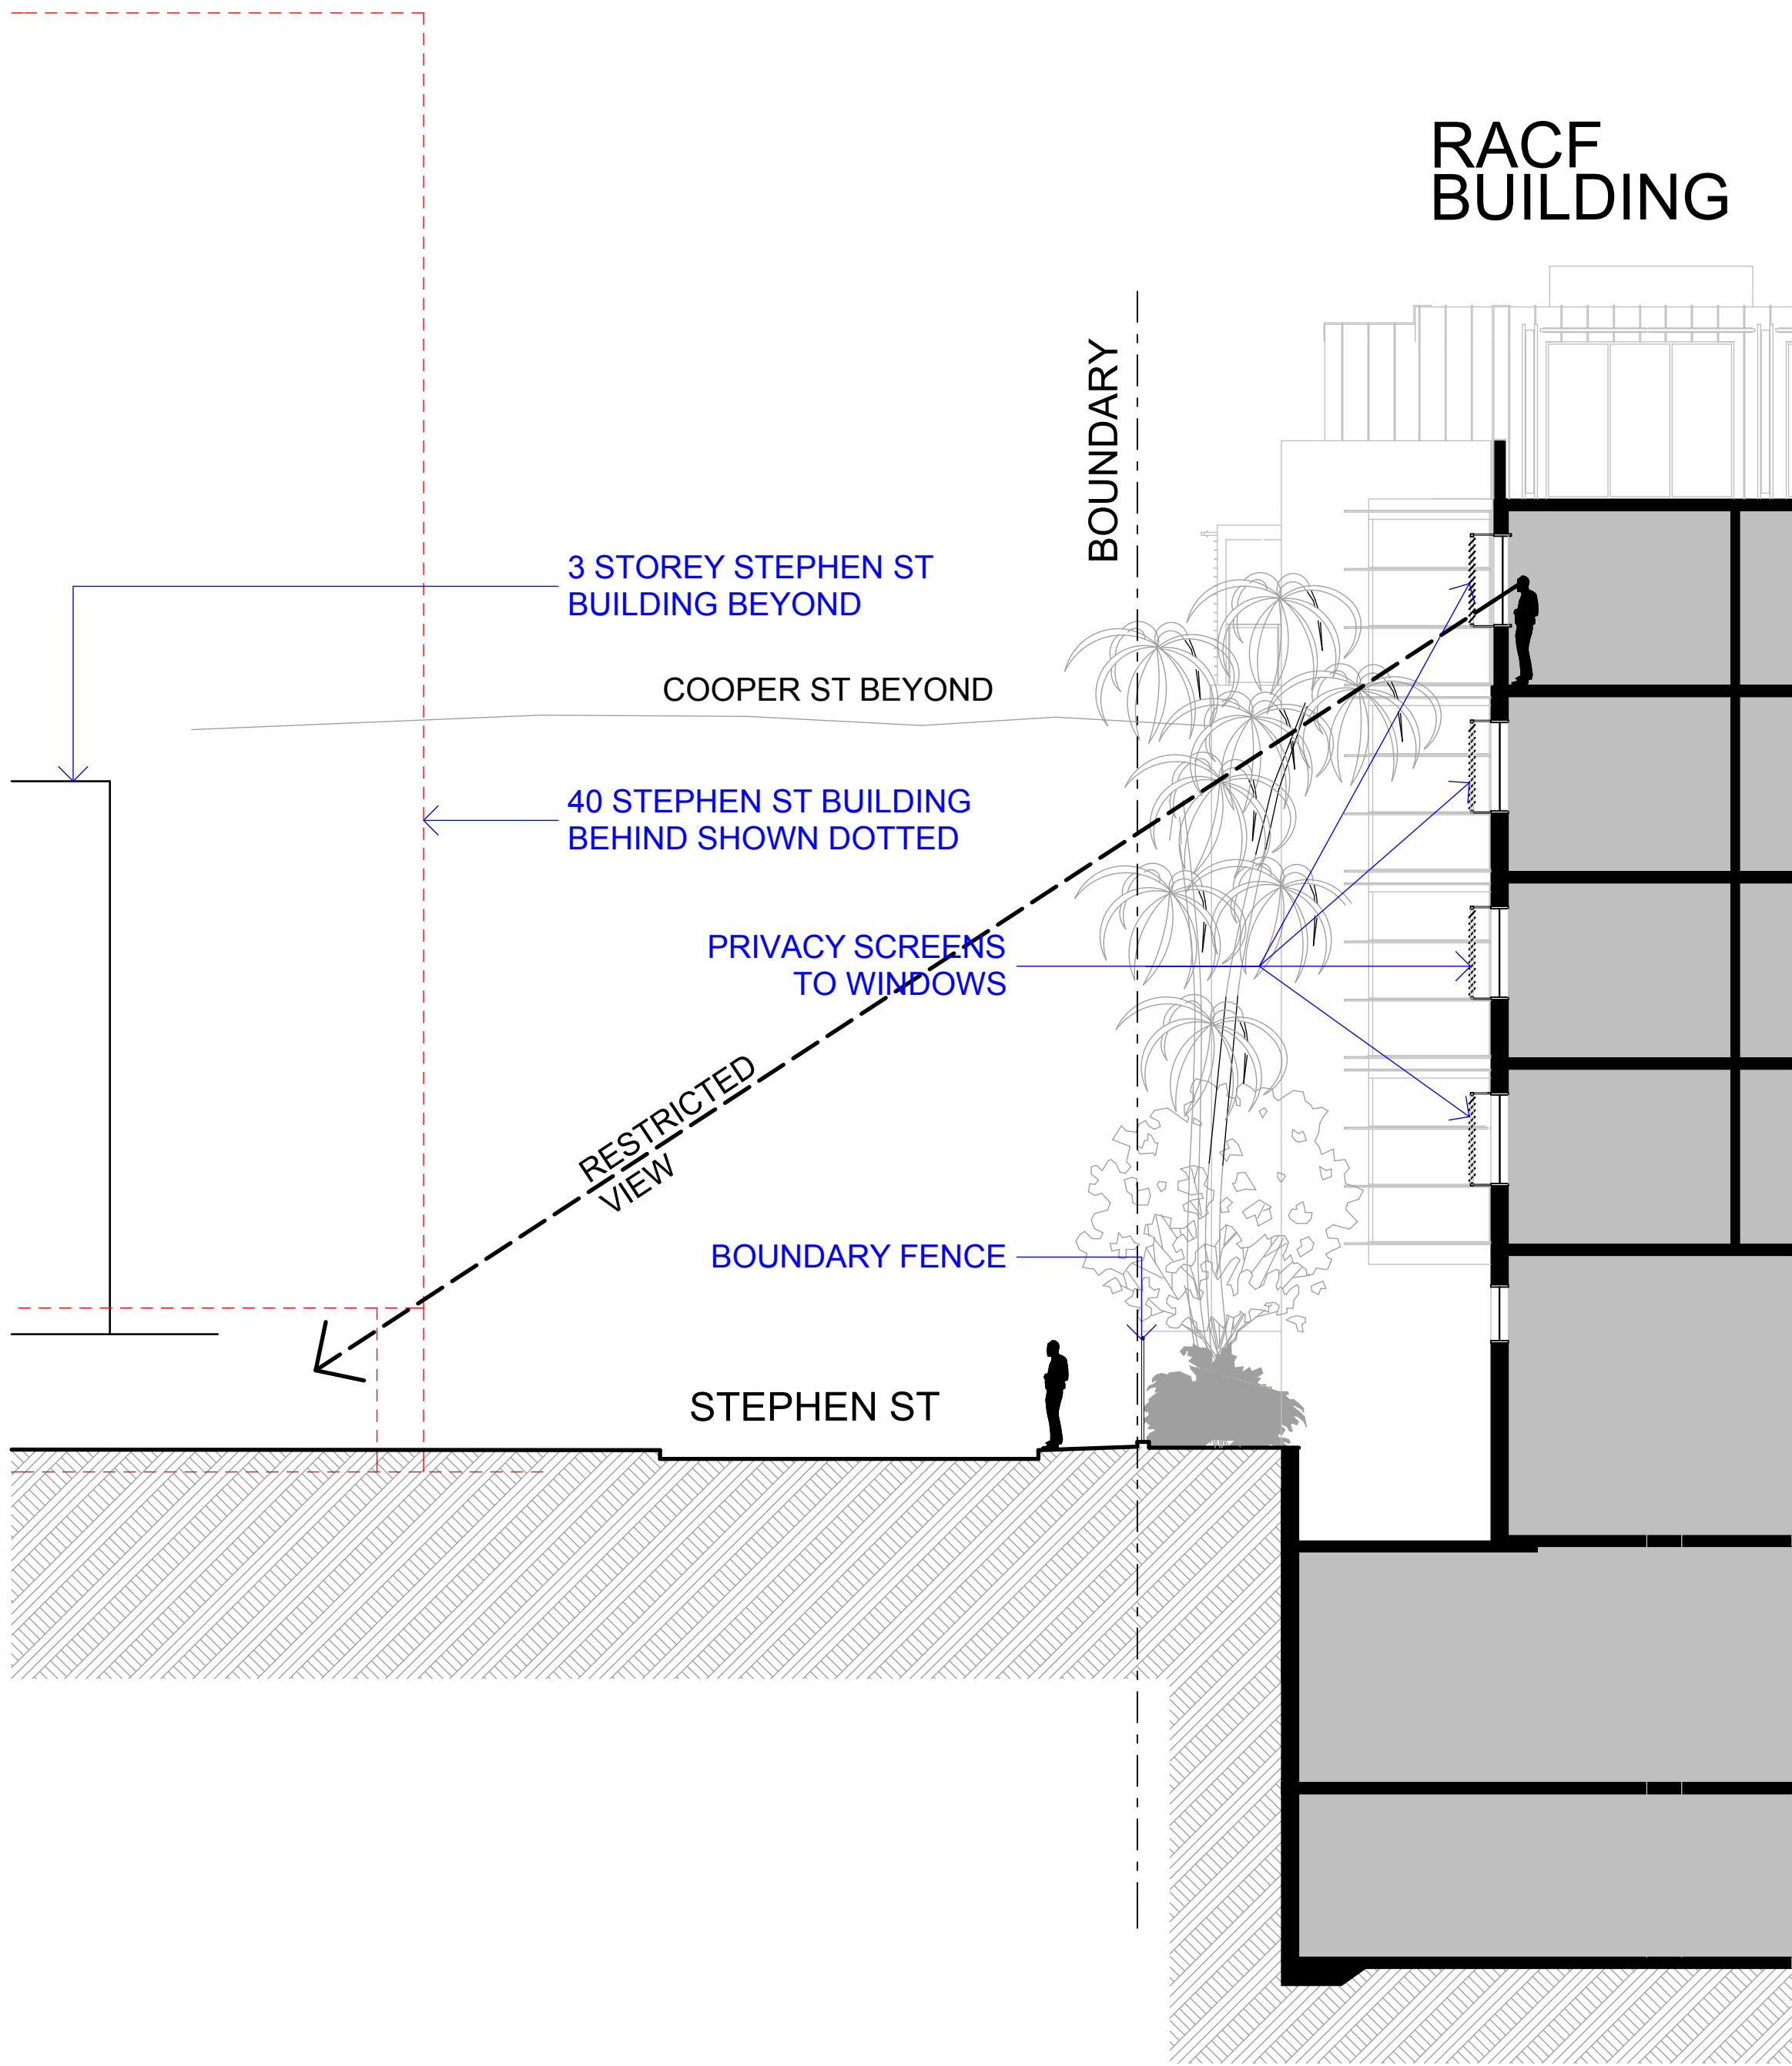 RACF
BUILDING
BOUNDARY
3 STOREY STEPHEN ST
BUILDING BEYOND
COOPER ST BEYOND
40 STEPHEN ST BUILDING
BEHIND SHOWN DOTTED
PRIVACY SCREENS
TO WINDOWS
RESTRICTED
VIEW
BOUNDARY FENCE
STEPHEN ST